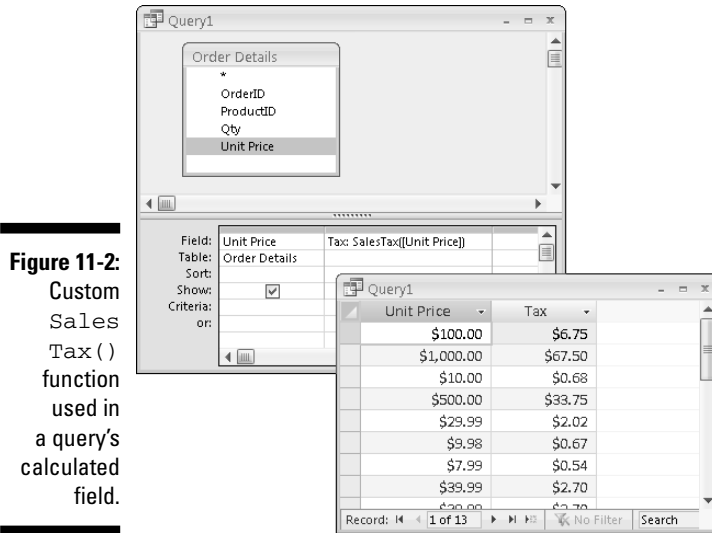 Query1
Order Details
*
OrderID
ProductID
Qty
Unit Price
Field: Unit Price Tax: SalesTax([Unit Price])
Table: Order Details
Sort:
Show:
Criteria:
or:
Query1
Unit Price Tax
$100.00 $6.75
$1,000.00 $67.50
$10.00 $0.68
$500.00 $33.75
$29.99 $2.02
$9.98 $0.67
$7.99 $0.54
$39.99 $2.70
Record: 1 of 13 No Filter Search
Figure 11-2:
Custom
Sales
Tax()
function
used in
a query's
calculated
field.